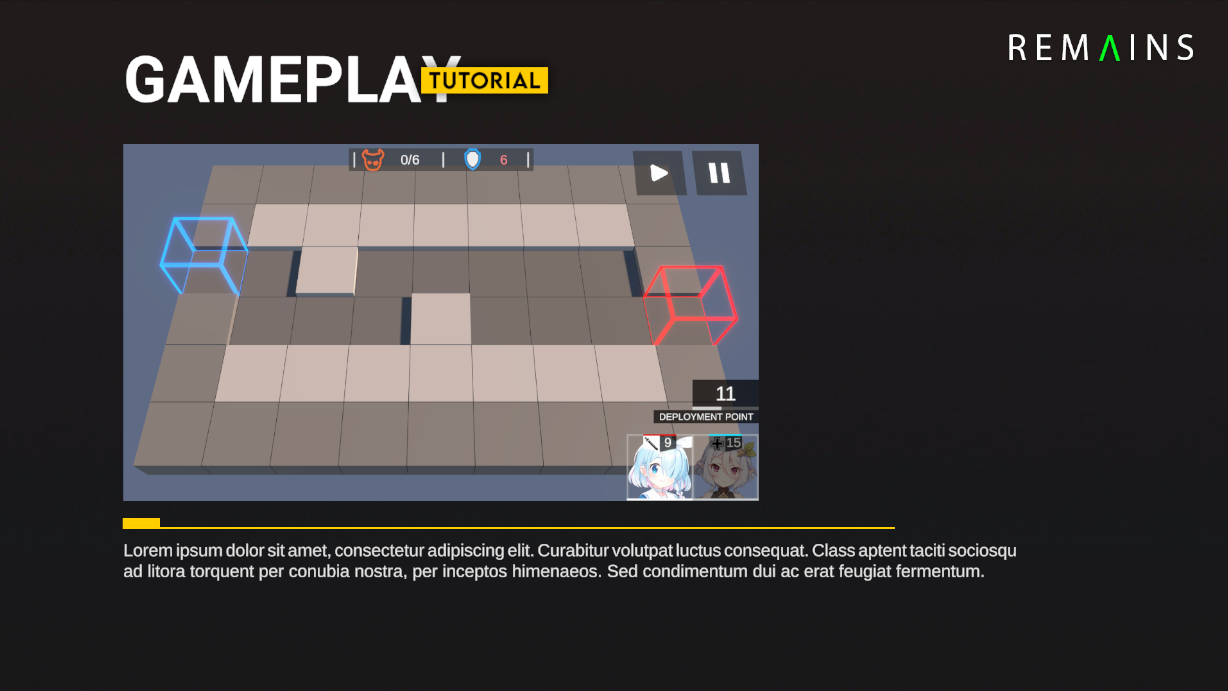 REMAINS
GAMEPLAY
TUTORIAL
0/6
6
11
DEPLOYMENT POINT
9
15
Lorem ipsum dolor sit amet, consectetur adipiscing elit. Curabitur volutpat luctus consequat. Class aptent taciti sociosqu
ad litora torquent per conubia nostra, per inceptos himenaeos. Sed condimentum dui ac erat feugiat fermentum.